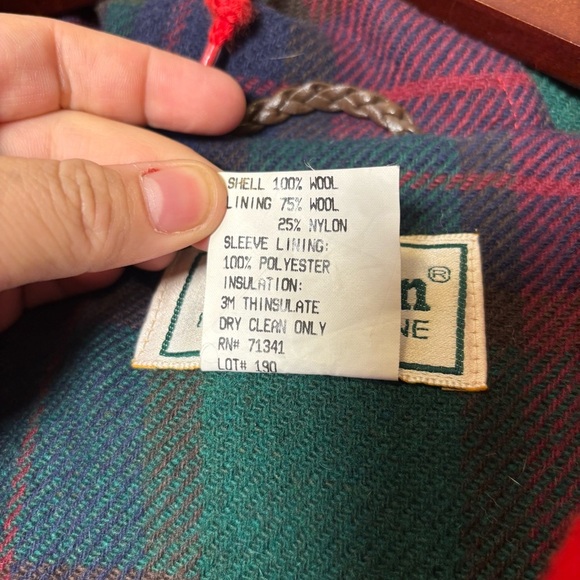 SHELL 100% WOOL
LINING 75% WOOL
25% NYLON
SLEEVE LINING:
100% POLYESTER
INSULATION:
3M THINSULATE
DRY CLEAN ONLY
RN# 71341
LOT# 190
n®
NE